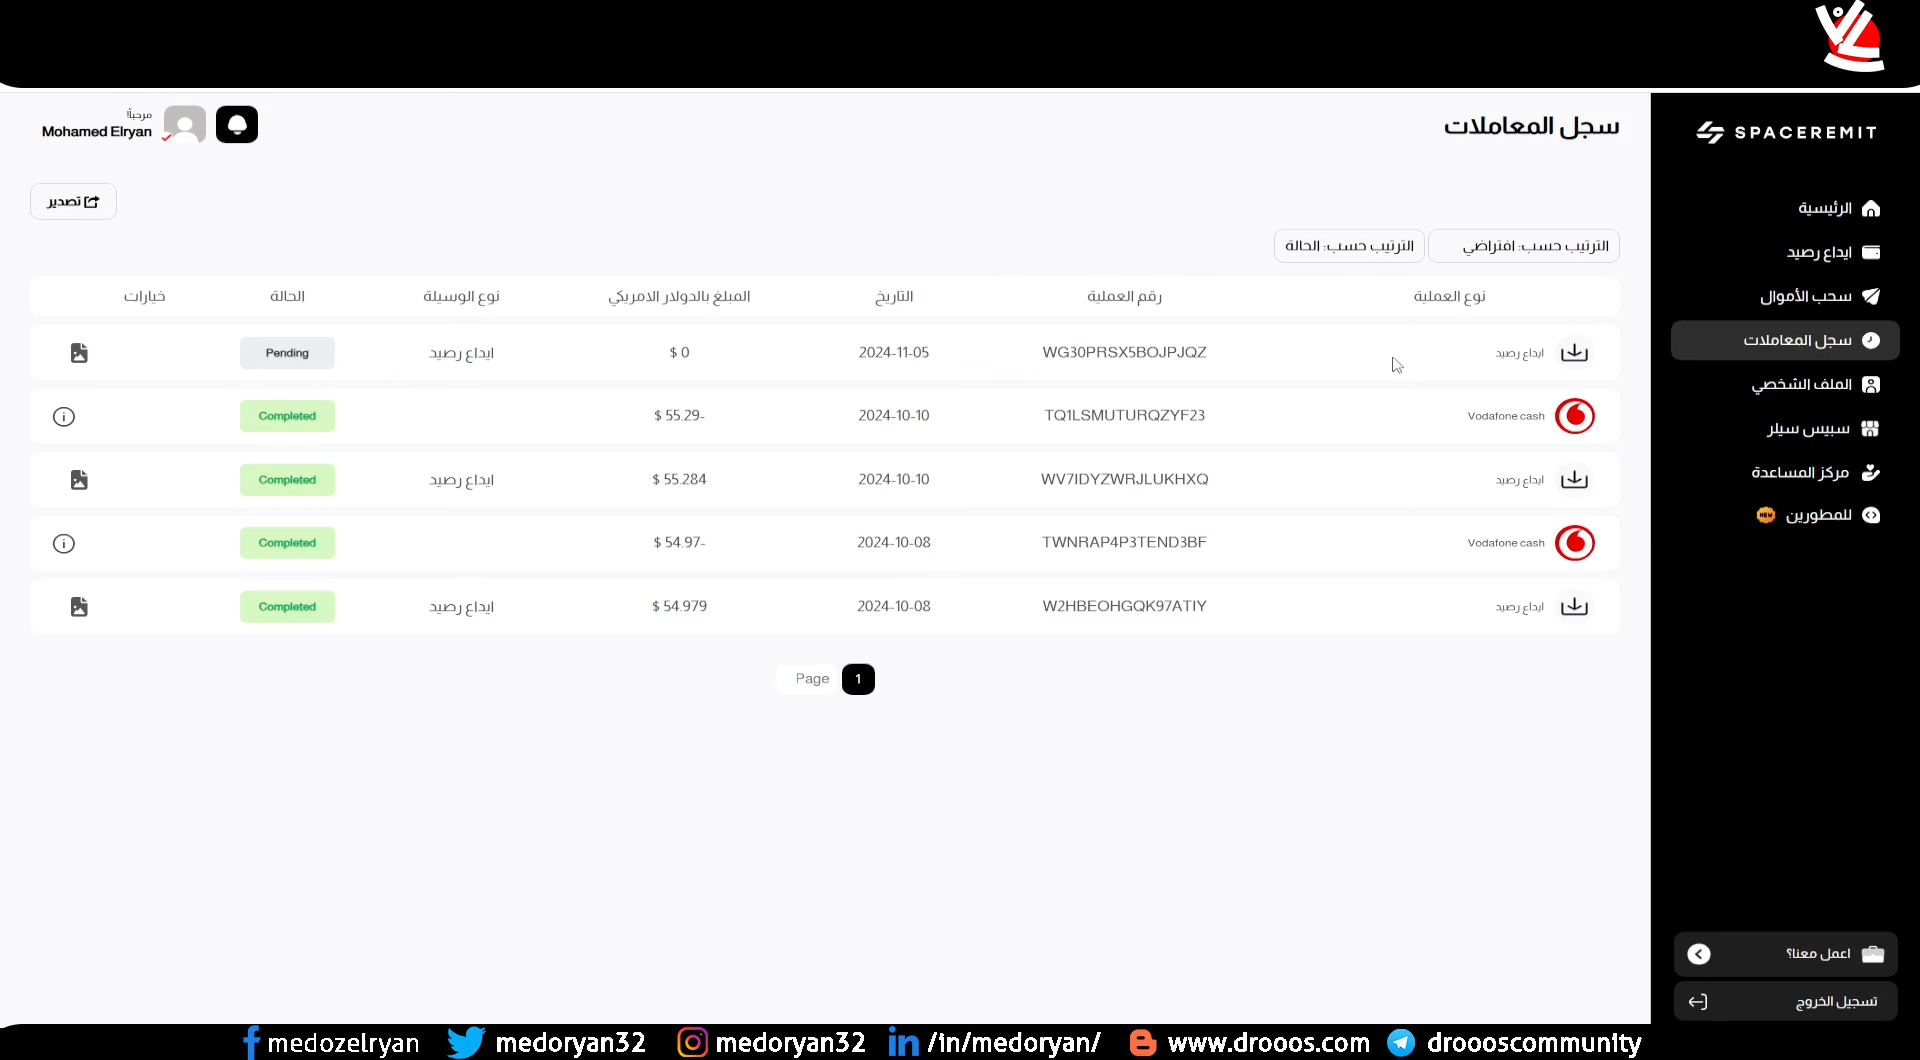 SPACEREMIT
الرئيسية
ايداع رصيد
سحب الأموال
سجل المعاملات
الملف الشخصي
سبيس سيلر
مركز المساعدة
للمطورين NEW
اعمل معنا؟
تسجيل الخروج
سجل المعاملات
مرحبا!
Mohamed Elryan
تصدير
الترتيب حسب: افتراضي الترتيب حسب: الحالة
نوع العملية رقم العملية التاريخ المبلغ بالدولار الامريكي نوع الوسيلة الحالة خيارات
ايداع رصيد WG30PRSX5BOJPJQZ 2024-11-05 $ 0 ايداع رصيد Pending
Vodafone cash TQ1LSMUTURQZYF23 2024-10-10 $ 55.29- Completed
ايداع رصيد WV7IDYZWRJLUKHXQ 2024-10-10 $ 55.284 ايداع رصيد Completed
Vodafone cash TWNRAP4P3TEND3BF 2024-10-08 $ 54.97- Completed
ايداع رصيد W2HBEOHGQK97ATIY 2024-10-08 $ 54.979 ايداع رصيد Completed
Page 1
medozelryan medoryan32 medoryan32 /in/medoryan/ www.drooos.com droooscommunity